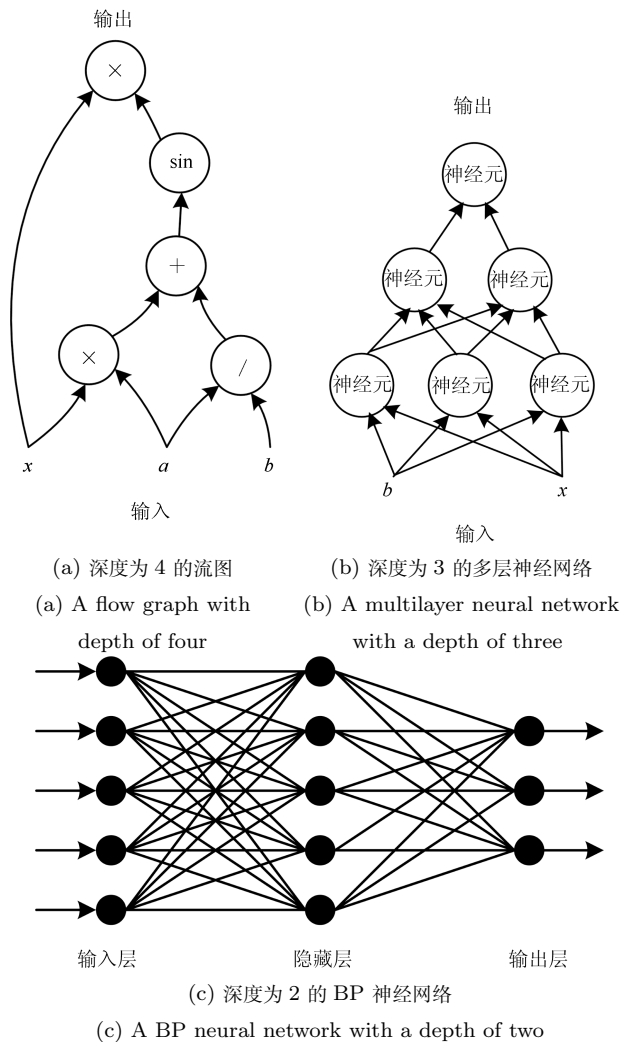 输出
×
sin
+
×
/
x a b
输入
输出
神经元
神经元 神经元
神经元 神经元 神经元
b x
输入
(a) 深度为 4 的流图
(a) A flow graph with
depth of four
(b) 深度为 3 的多层神经网络
(b) A multilayer neural network
with a depth of three
输入层 隐藏层 输出层
(c) 深度为 2 的 BP 神经网络
(c) A BP neural network with a depth of two